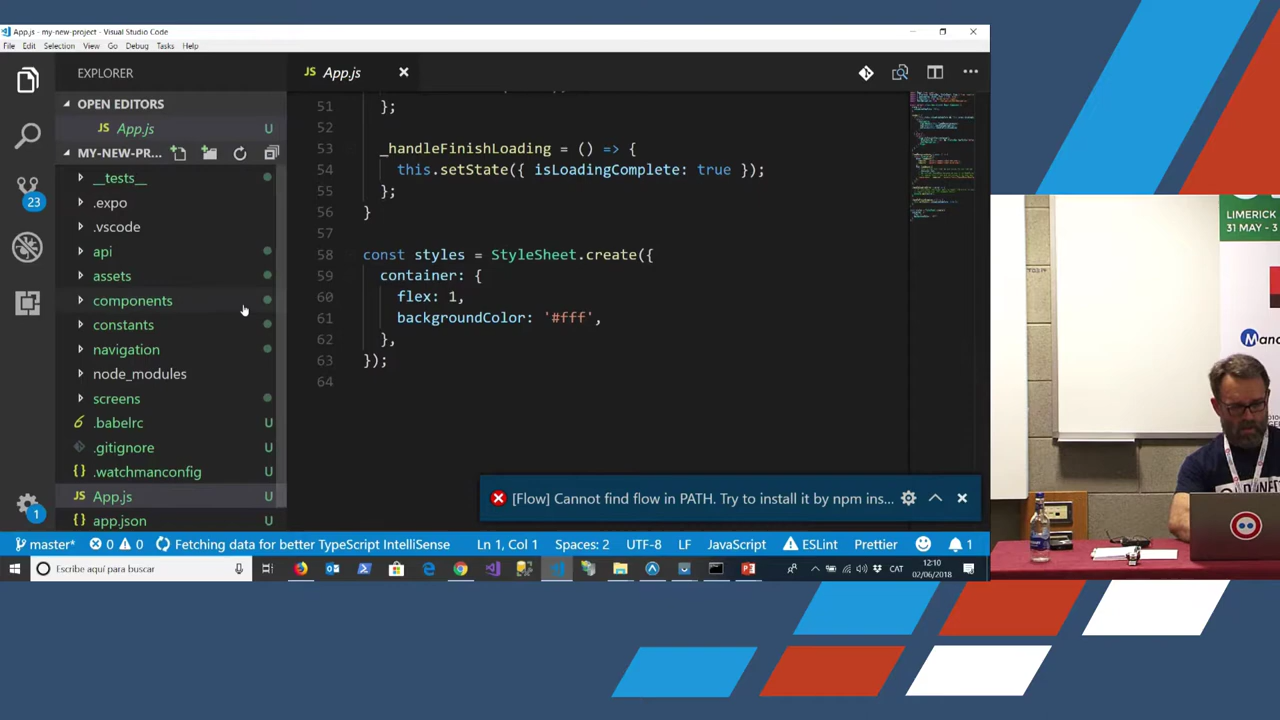 App.js - my-new-project - Visual Studio Code
File Edit Selection View Go Debug Tasks Help
EXPLORER
JS App.js
OPEN EDITORS
JS App.js U
MY-NEW-PR...
__tests__
.expo
.vscode
api
assets
components
constants
navigation
node_modules
screens
.babelrc U
.gitignore U
{} .watchmanconfig U
JS App.js U
{} app.json U
23
1
51 };
52
53 _handleFinishLoading = () => {
54 this.setState({ isLoadingComplete: true });
55 };
56 }
57
58 const styles = StyleSheet.create({
59 container: {
60 flex: 1,
61 backgroundColor: '#fff',
62 },
63 });
64
[Flow] Cannot find flow in PATH. Try to install it by npm ins...
master* 0 0 Fetching data for better TypeScript IntelliSense Ln 1, Col 1 Spaces: 2 UTF-8 LF JavaScript ESLint Prettier 1
Escribe aquí para buscar
CAT
12:10
02/06/2018
LIMERICK
31 MAY - 3